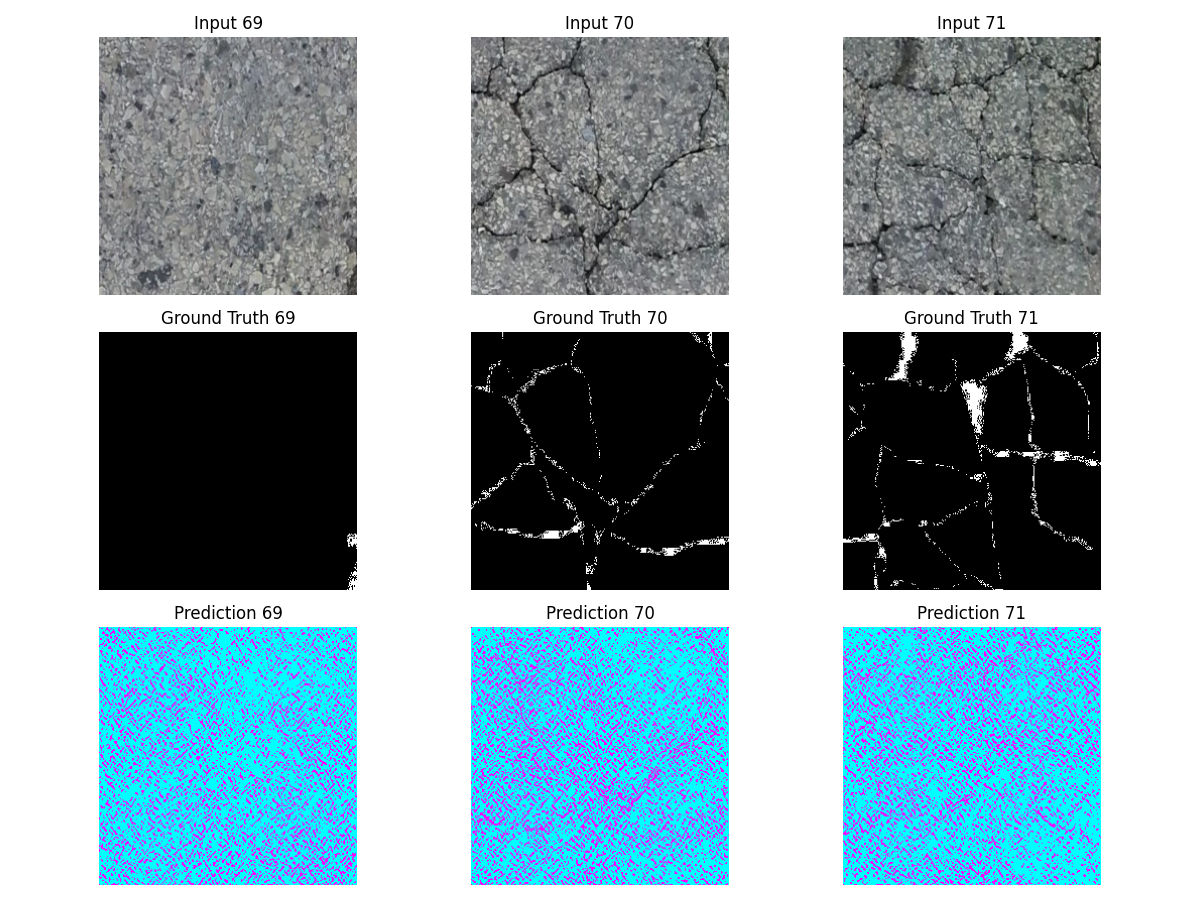 Input 69
Input 70
Input 71
Ground Truth 69
Ground Truth 70
Ground Truth 71
Prediction 69
Prediction 70
Prediction 71